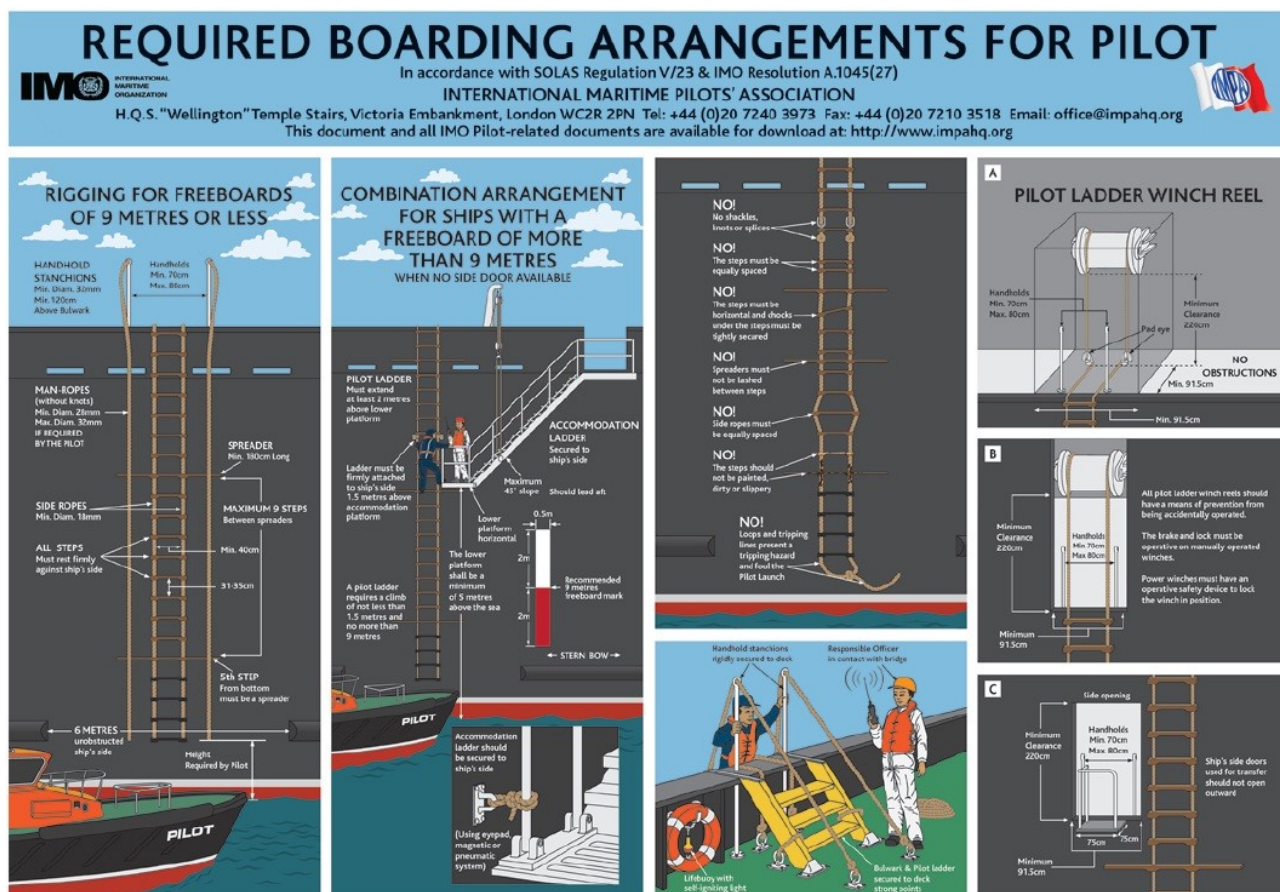 REQUIRED BOARDING ARRANGEMENTS FOR PILOT
In accordance with SOLAS Regulation V/23 & IMO Resolution A.1045(27)
INTERNATIONAL MARITIME PILOTS' ASSOCIATION
H.Q.S. "Wellington" Temple Stairs, Victoria Embankment, London WC2R 2PN Tel: +44 (0)20 7240 3973 Fax: +44 (0)20 7210 3518 Email: office@impahq.org
This document and all IMO Pilot-related documents are available for download at: http://www.impahq.org
IMO
INTERNATIONAL
MARITIME
ORGANIZATION
IMPA
RIGGING FOR FREEBOARDS
OF 9 METRES OR LESS
HANDHOLD
STANCHIONS
Min. Diam. 32mm
Min. 120cm
Above Bulwark
Handholds
Min. 70cm
Max. 80cm
MAN-ROPES
(without knots)
Min. Diam. 28mm
Max. Diam. 32mm
IF REQUIRED
BY THE PILOT
SPREADER
Min. 180cm Long
SIDE ROPES
Min. Diam. 18mm
MAXIMUM 9 STEPS
Between spreaders
ALL STEPS
Must rest firmly
against ship's side
Min. 40cm
31-35cm
5th STEP
From bottom
must be a spreader
6 METRES
unobstructed
ship's side
Height
Required by Pilot
PILOT
COMBINATION ARRANGEMENT
FOR SHIPS WITH A
FREEBOARD OF MORE
THAN 9 METRES
WHEN NO SIDE DOOR AVAILABLE
PILOT LADDER
Must extend
at least 2 metres
above lower
platform
ACCOMMODATION
LADDER
Secured to
ship's side
Ladder must be
firmly attached
to ship's side
1.5 metres above
accommodation
platform
Maximum
45° slope
Should lead aft
Lower
platform
horizontal
0.5m
2m
2m
The lower
platform
shall be a
minimum
of 5 metres
above the sea
Recommended
9 metres
freeboard mark
A pilot ladder
requires a climb
of not less than
1.5 metres and
no more than
9 metres
STERN BOW
PILOT
Accommodation
ladder should
be secured to
ship's side
(Using eyepad,
magnetic or
pneumatic
system)
NO!
No shackles,
knots or splices
NO!
The steps must be
equally spaced
NO!
The steps must be
horizontal and chocks
under the steps must be
tightly secured
NO!
Spreaders must
not be lashed
between steps
NO!
Side ropes must
be equally spaced
NO!
The steps should
not be painted,
dirty or slippery
NO!
Loops and tripping
lines present a
tripping hazard
and foul the
Pilot Launch
Handhold stanchions
rigidly secured to deck
Responsible Officer
in contact with bridge
Lifebuoy with
self-igniting light
Bulwark & Pilot ladder
secured to deck
strong points
A
PILOT LADDER WINCH REEL
Handholds
Min. 70cm
Max. 80cm
Minimum
Clearance
220cm
Pad eye
NO
OBSTRUCTIONS
Min. 91.5cm
Min. 91.5cm
B
Minimum
Clearance
220cm
Handholds
Min 70cm
Max 80cm
Minimum
91.5cm
All pilot ladder winch reels should
have a means of prevention from
being accidentally operated.
The brake and lock must be
operative on manually operated
winches.
Power winches must have an
operative safety device to lock
the winch in position.
C
Side opening
Minimum
Clearance
220cm
Handholds
Min. 70cm
Max. 80cm
Ship's side doors
used for transfer
should not open
outward
75cm
75cm
Minimum
91.5cm